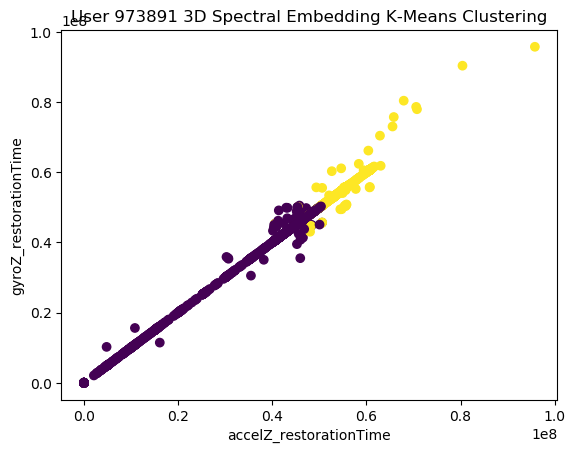 User 973891 3D Spectral Embedding K-Means Clustering
1e8
1.0
0.8
0.6
0.4
0.2
0.0
gyroZ_restorationTime
0.0 0.2 0.4 0.6 0.8 1.0
1e8
accelZ_restorationTime